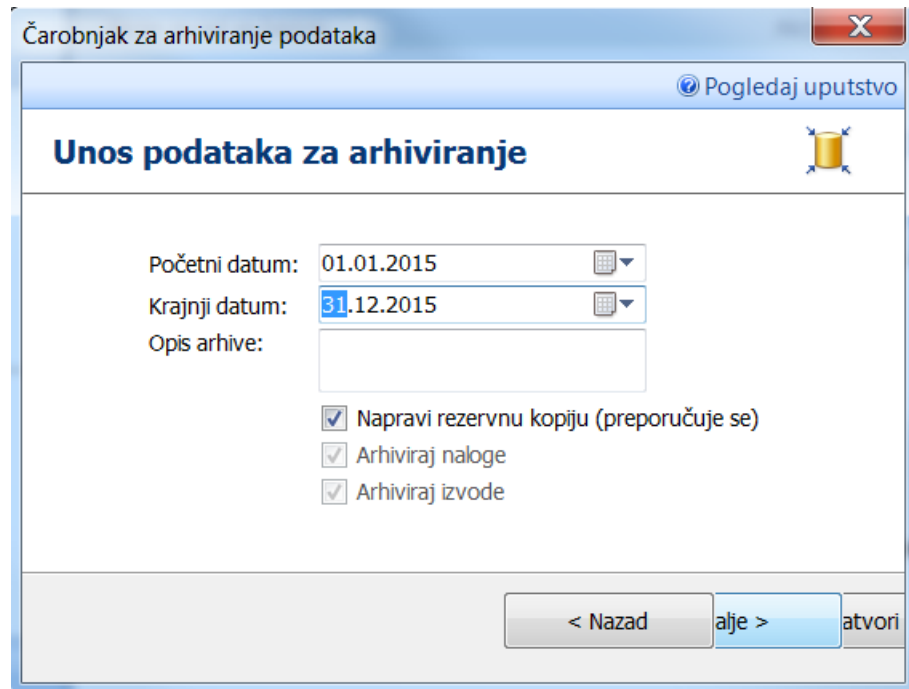 Čarobnjak za arhiviranje podataka
Pogledaj uputstvo
Unos podataka za arhiviranje
Početni datum: 01.01.2015
Krajnji datum: 31.12.2015
Opis arhive:
Napravi rezervnu kopiju (preporučuje se)
Arhiviraj naloge
Arhiviraj izvode
< Nazad alje > atvori